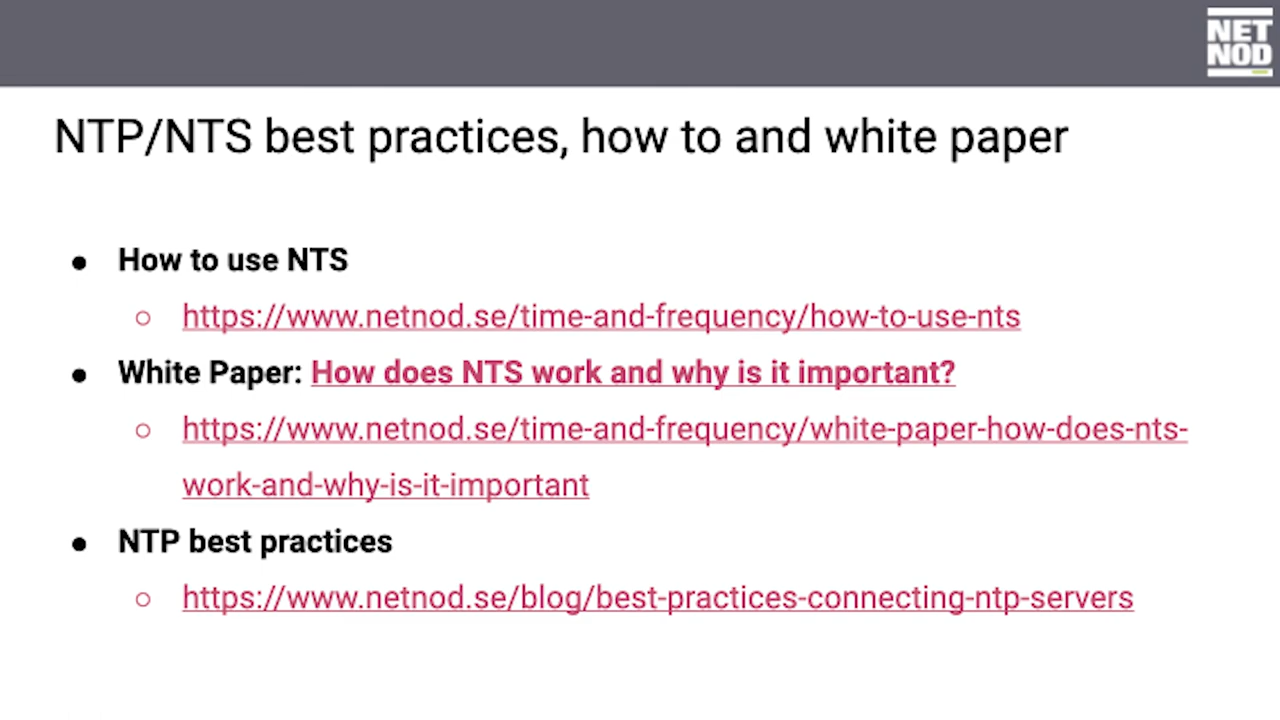 NET
NOD
NTP/NTS best practices, how to and white paper
● How to use NTS
○ https://www.netnod.se/time-and-frequency/how-to-use-nts
● White Paper: How does NTS work and why is it important?
○ https://www.netnod.se/time-and-frequency/white-paper-how-does-nts-
work-and-why-is-it-important
● NTP best practices
○ https://www.netnod.se/blog/best-practices-connecting-ntp-servers